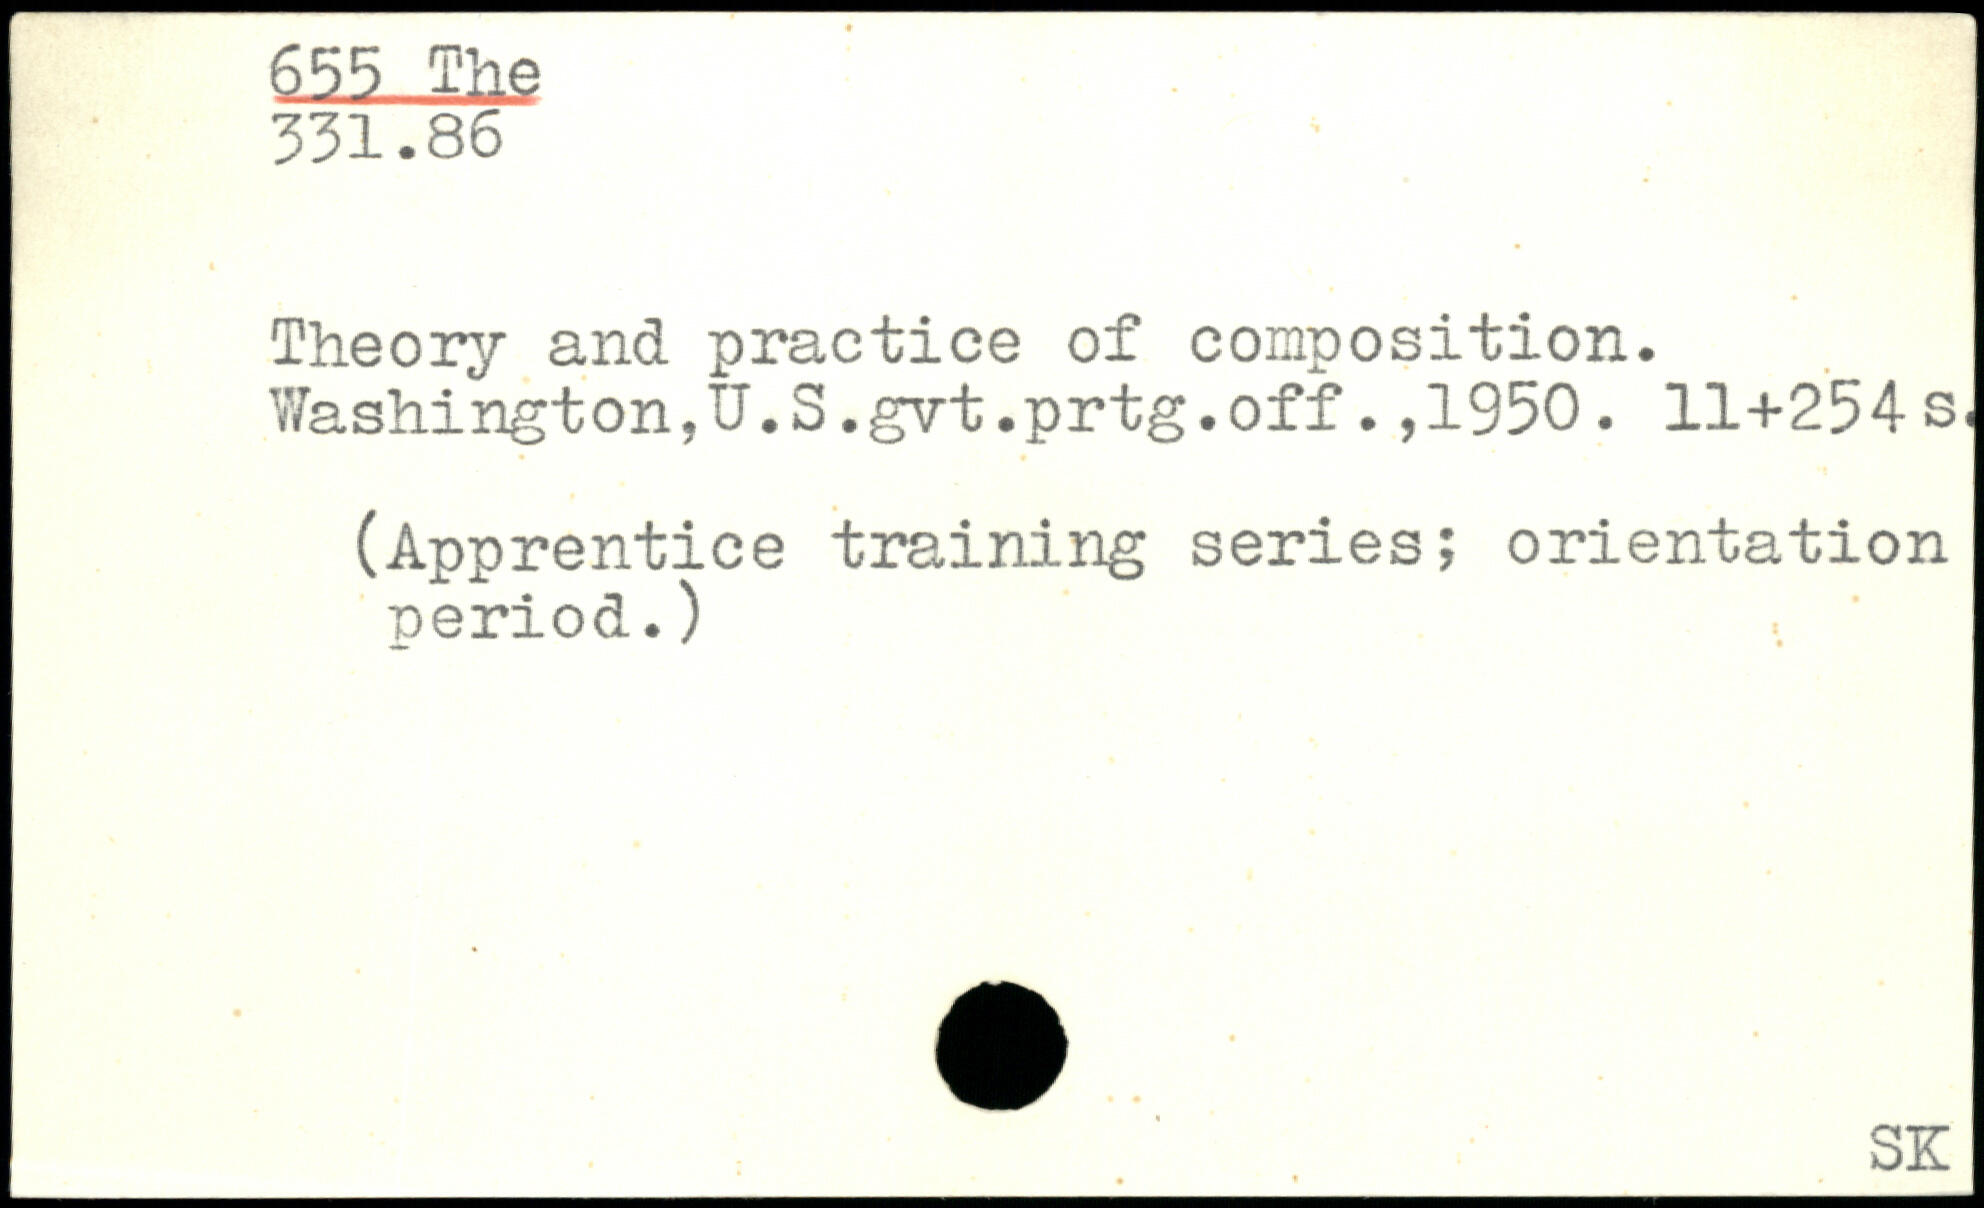 655 The
331.86
Theory and practice of composition.
Washington,U.S.gvt.prtg.off.,1950. 11+254 s.
(Apprentice training series; orientation
period.)
SK